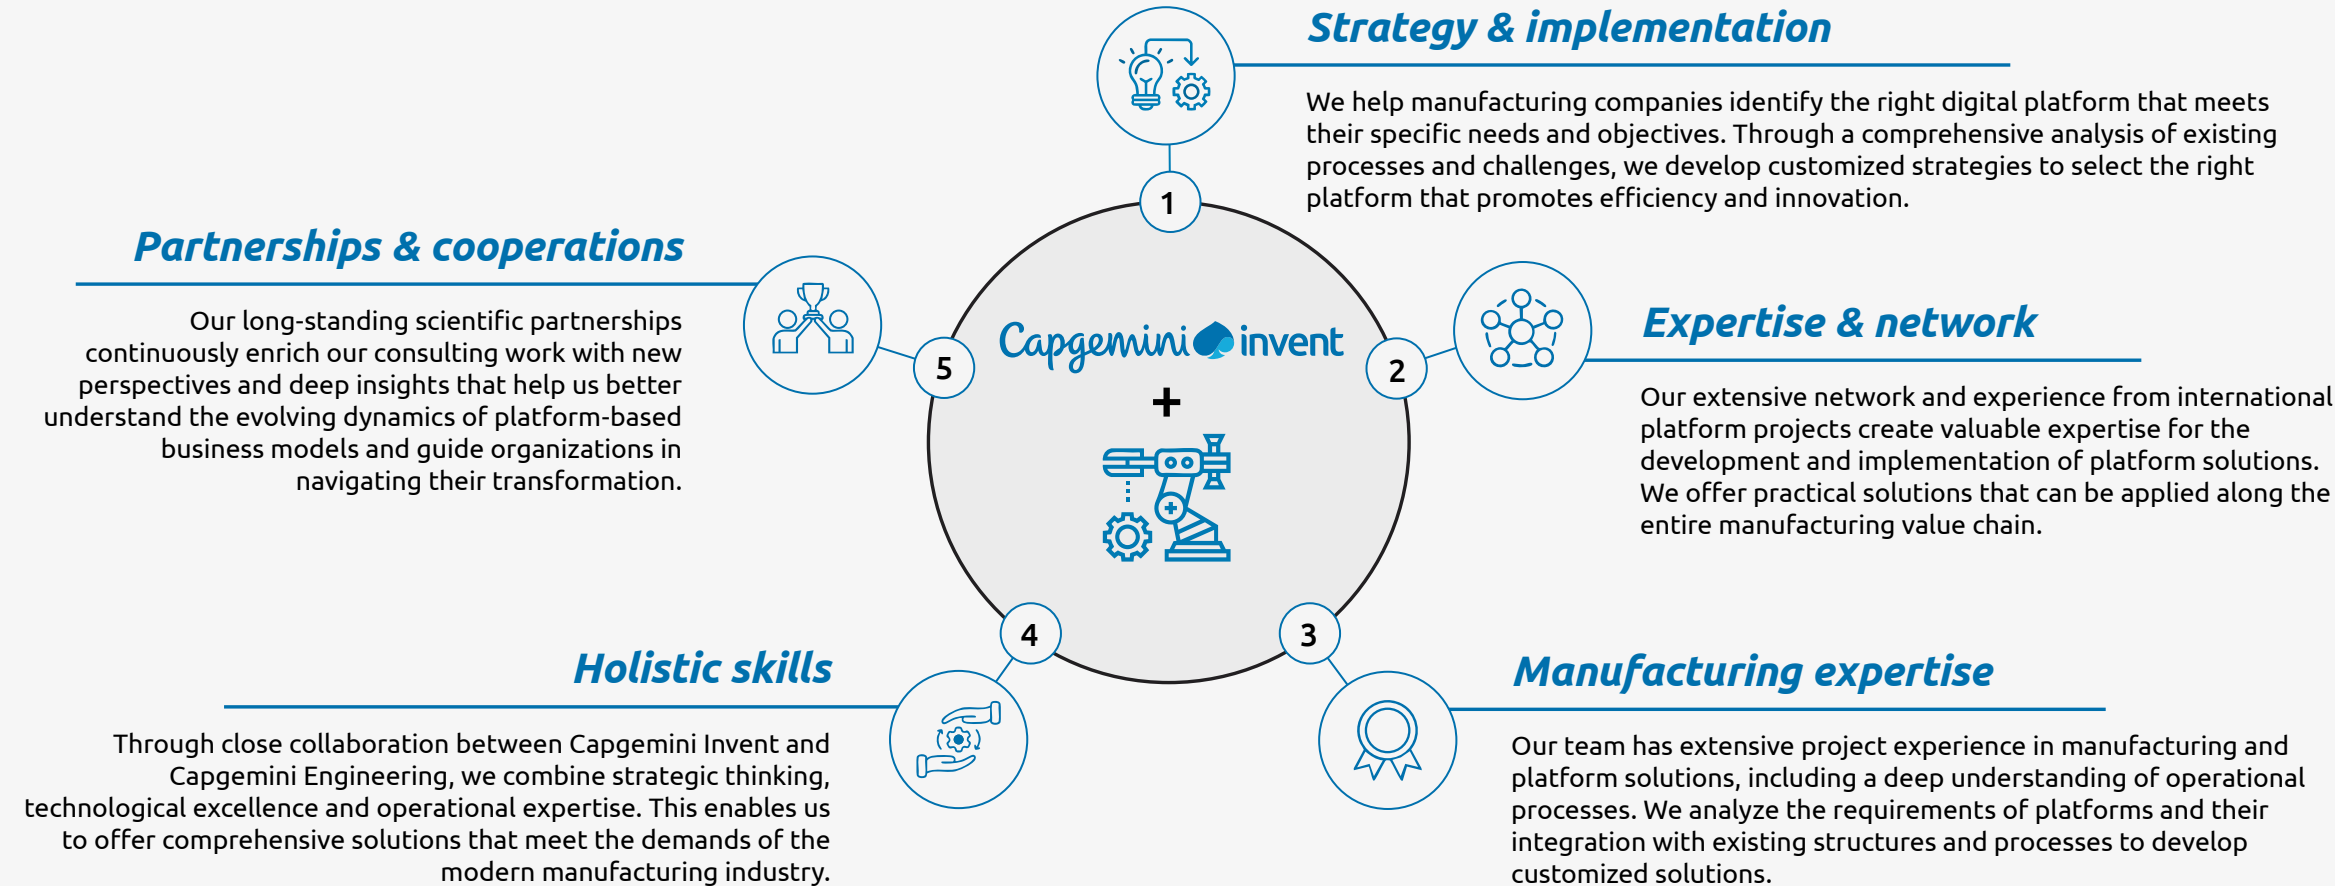 Strategy & implementation
We help manufacturing companies identify the right digital platform that meets
their specific needs and objectives. Through a comprehensive analysis of existing
processes and challenges, we develop customized strategies to select the right
platform that promotes efficiency and innovation.
1
Expertise & network
Our extensive network and experience from international
platform projects create valuable expertise for the
development and implementation of platform solutions.
We offer practical solutions that can be applied along the
entire manufacturing value chain.
2
Manufacturing expertise
Our team has extensive project experience in manufacturing and
platform solutions, including a deep understanding of operational
processes. We analyze the requirements of platforms and their
integration with existing structures and processes to develop
customized solutions.
3
Holistic skills
Through close collaboration between Capgemini Invent and
Capgemini Engineering, we combine strategic thinking,
technological excellence and operational expertise. This enables us
to offer comprehensive solutions that meet the demands of the
modern manufacturing industry.
4
Partnerships & cooperations
Our long-standing scientific partnerships
continuously enrich our consulting work with new
perspectives and deep insights that help us better
understand the evolving dynamics of platform-based
business models and guide organizations in
navigating their transformation.
5
Capgemini invent
+